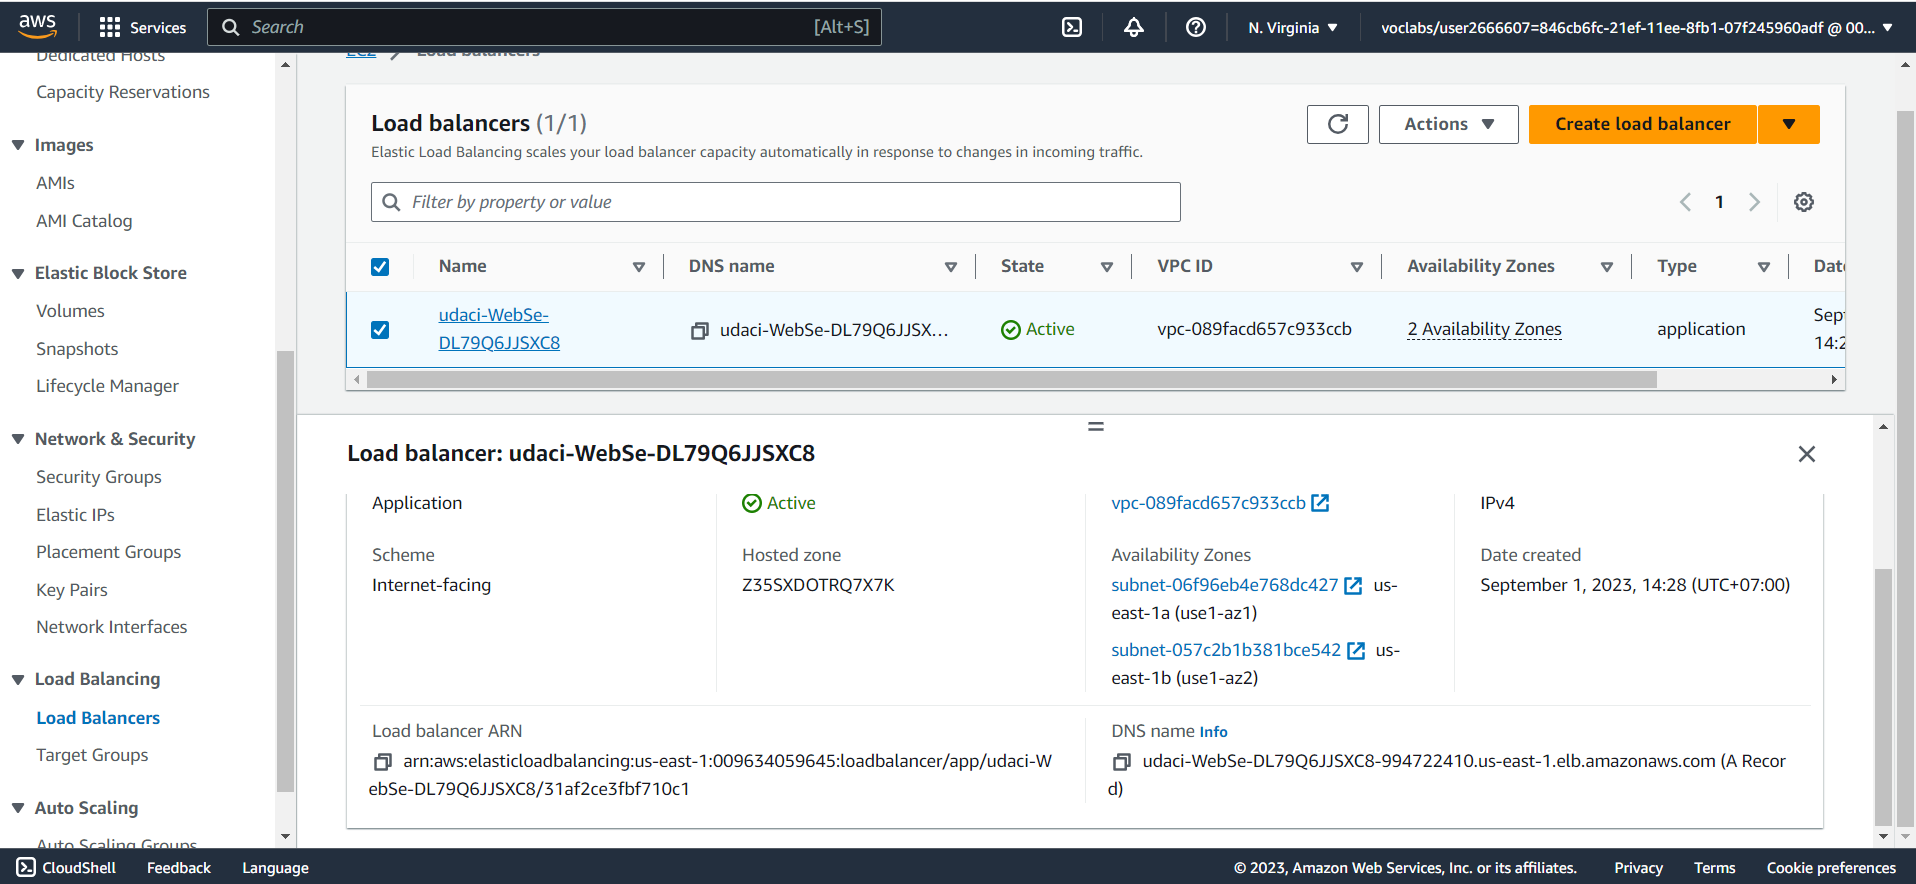 aws
Services
Search
[Alt+S]
N. Virginia
voclabs/user2666607=846cb6fc-21ef-11ee-8fb1-07f245960adf @ 00...
Dedicated Hosts
Capacity Reservations
Images
AMIs
AMI Catalog
Elastic Block Store
Volumes
Snapshots
Lifecycle Manager
Network & Security
Security Groups
Elastic IPs
Placement Groups
Key Pairs
Network Interfaces
Load Balancing
Load Balancers
Target Groups
Auto Scaling
Auto Scaling Groups
EC2
Load balancers
Load balancers (1/1)
Elastic Load Balancing scales your load balancer capacity automatically in response to changes in incoming traffic.
Actions
Create load balancer
Filter by property or value
1
Name
DNS name
State
VPC ID
Availability Zones
Type
Date
udaci-WebSe-
DL79Q6JJSXC8
udaci-WebSe-DL79Q6JJSX...
Active
vpc-089facd657c933ccb
2 Availability Zones
application
Sep
14:2
Load balancer: udaci-WebSe-DL79Q6JJSXC8
Application
Active
vpc-089facd657c933ccb
IPv4
Scheme
Internet-facing
Hosted zone
Z35SXDOTRQ7X7K
Availability Zones
subnet-06f96eb4e768dc427 us-
east-1a (use1-az1)
subnet-057c2b1b381bce542 us-
east-1b (use1-az2)
Date created
September 1, 2023, 14:28 (UTC+07:00)
Load balancer ARN
arn:aws:elasticloadbalancing:us-east-1:009634059645:loadbalancer/app/udaci-W
ebSe-DL79Q6JJSXC8/31af2ce3fbf710c1
DNS name Info
udaci-WebSe-DL79Q6JJSXC8-994722410.us-east-1.elb.amazonaws.com (A Recor
d)
CloudShell
Feedback
Language
© 2023, Amazon Web Services, Inc. or its affiliates.
Privacy
Terms
Cookie preferences